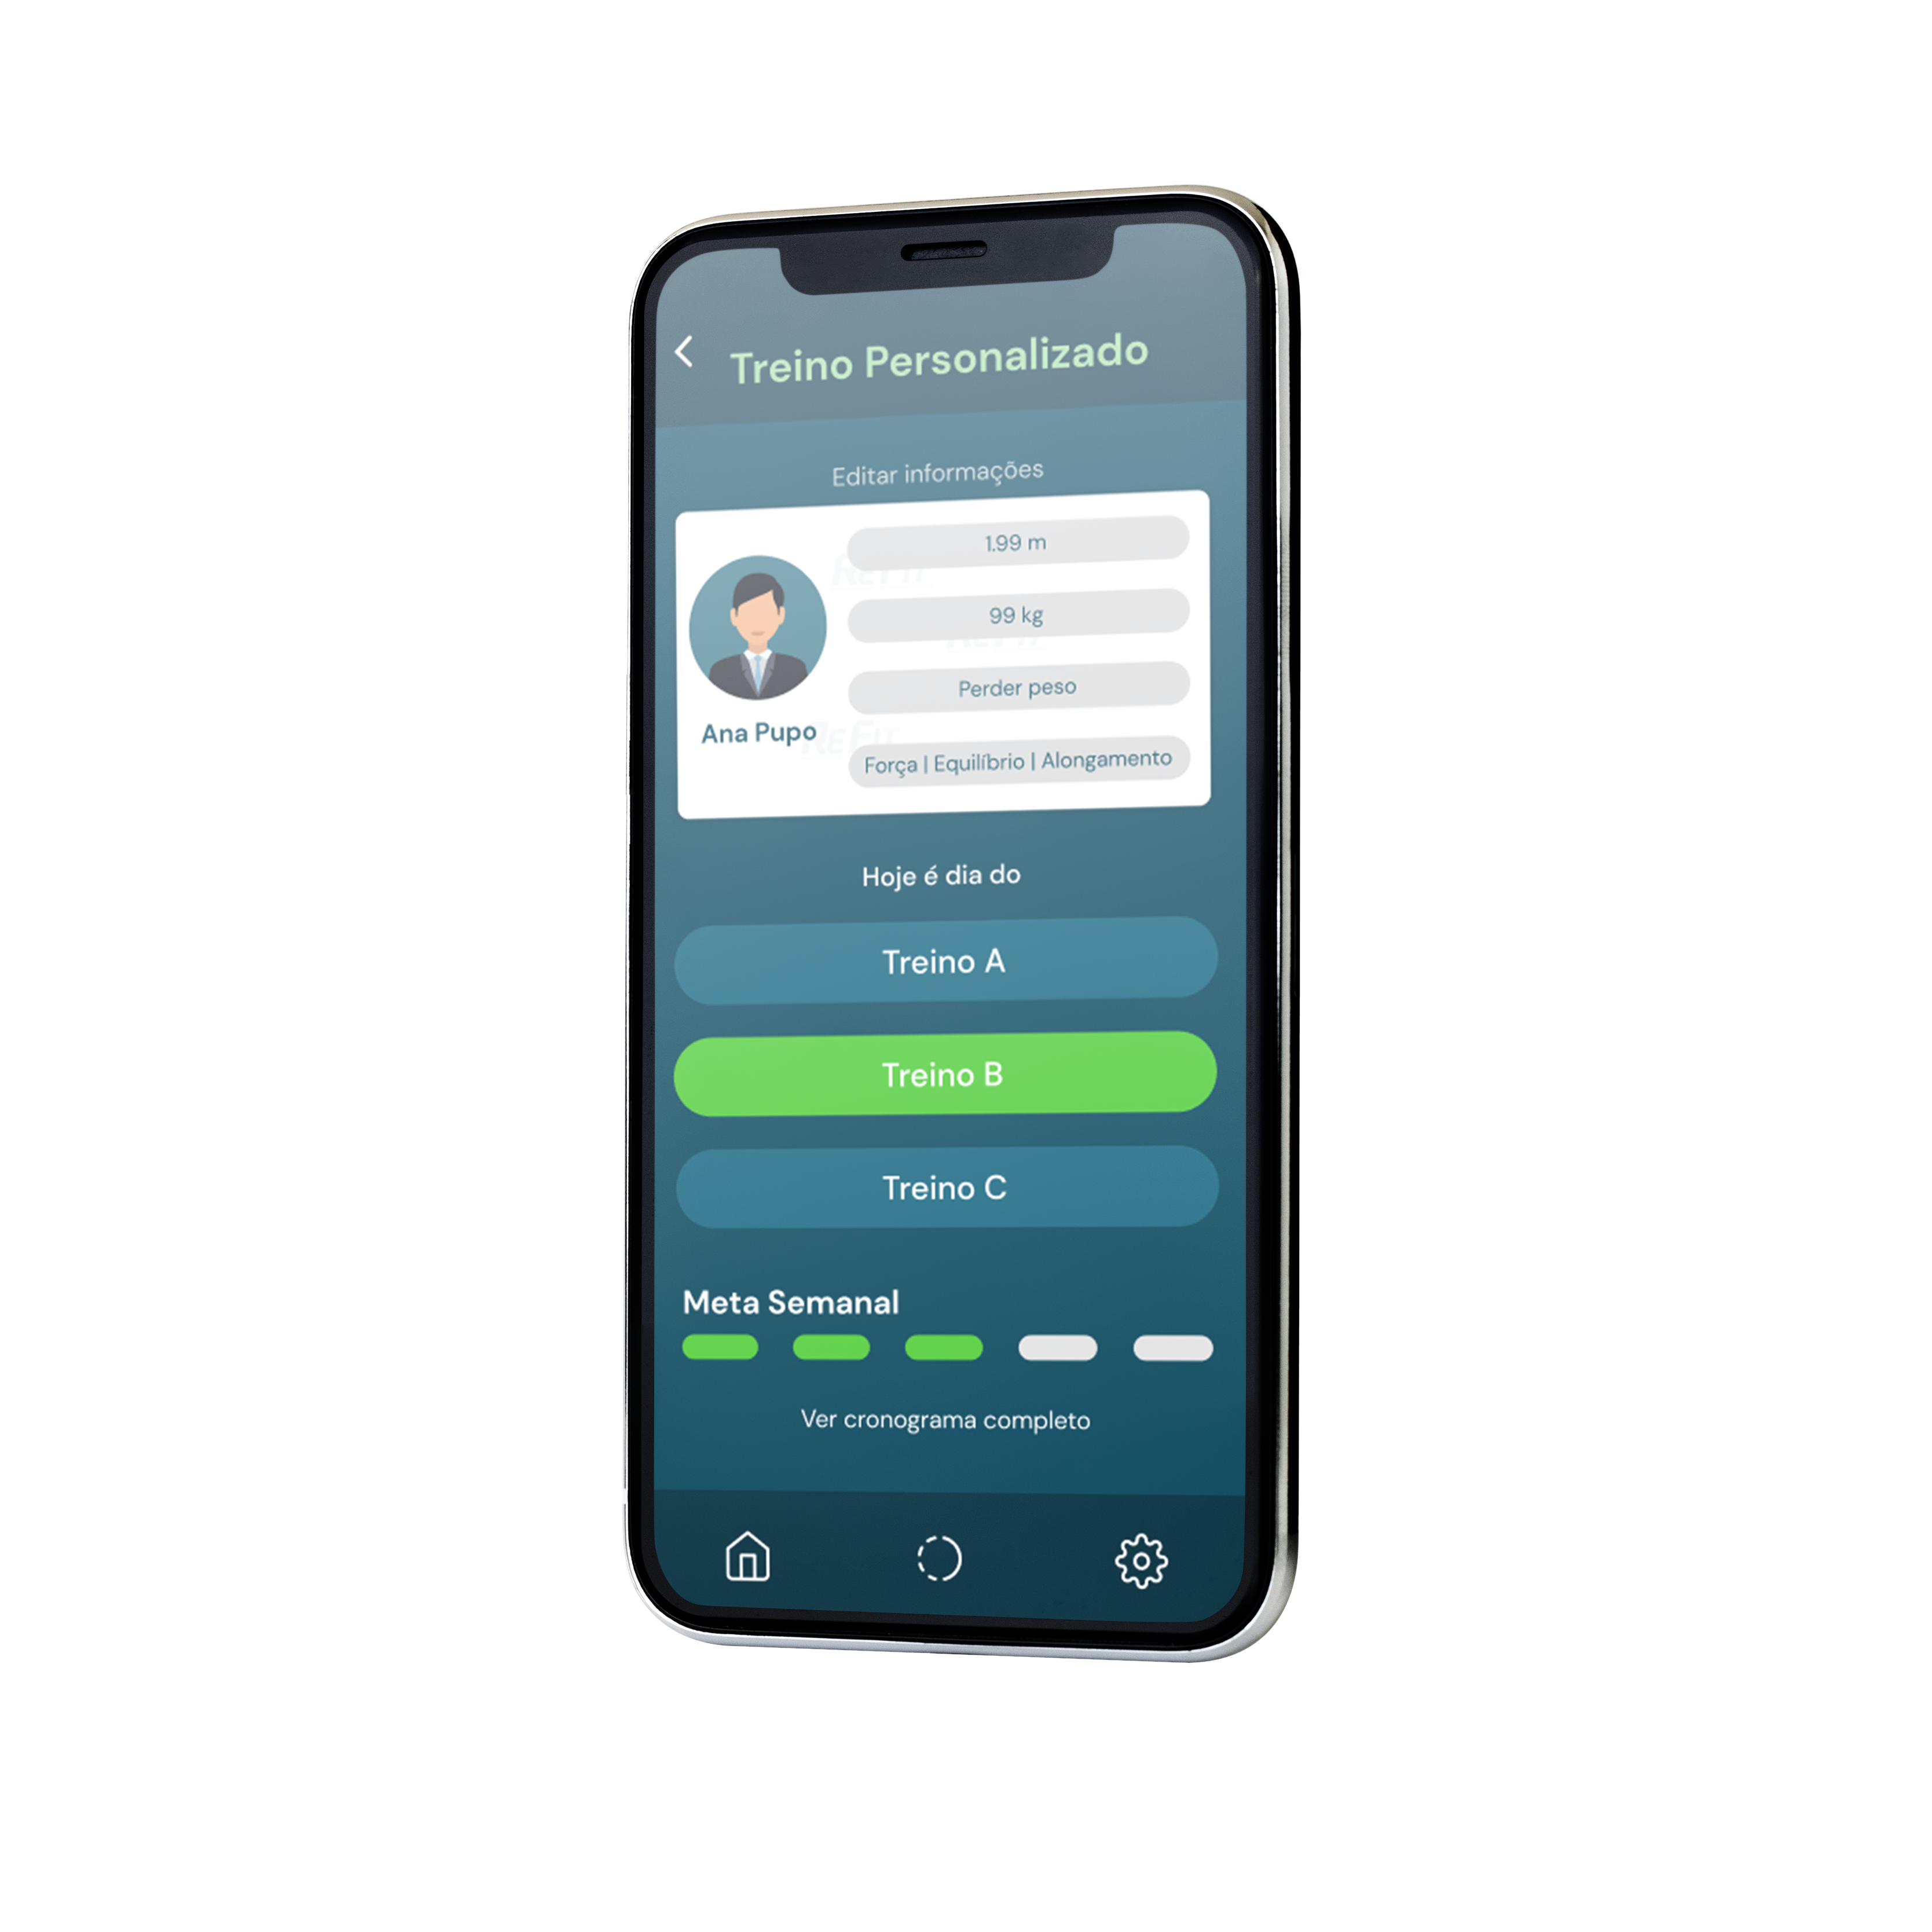 Treino Personalizado
Editar informações
1.99 m
99 kg
Perder peso
Força | Equilíbrio | Alongamento
Ana Pupo
ReFit
Hoje é dia do
Treino A
Treino B
Treino C
Meta Semanal
Ver cronograma completo